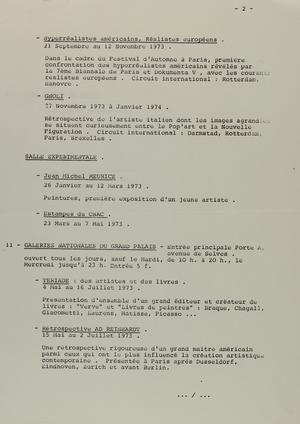 - 2 -
- Hyperréalistes américains, Réalistes européens .
21 Septembre au 12 Novembre 1973 .
Dans le cadre du Festival d'Automne à Paris, première
confrontation des hyperréalistes américains révélés par
la 7ème Biennale de Paris et Dokumenta V , avec les courants
realistes européens . Circuit international : Rotterdam.
Hanovre .
- GNOLI .
27 Novembre 1973 à Janvier 1974 .
Rétrospective de l'artiste italien dont les images agrandies
se situent curieusement entre le Pop'art et la Nouvelle
Figuration . Circuit international : Darmstad, Rotterdam,
Paris, Bruxelles .
SALLE EXPERIMENTALE .
- Jean Michel MEURICE .
26 Janvier au 12 Mars 1973 .
Peintures, première exposition d'un jeune artiste .
- Estampes du CNAC .
23 Mars au 7 Mai 1973 .
11 - GALERIES NATIONALES DU GRAND PALAIS - Entrée principale Porte A.
avenue de Selves .
ouvert tous les jours, sauf le Mardi, de 10 h. à 20 h., le
Mercredi jusqu'à 23 h. Entrée 5 f.
- TERIADE : des artistes et des livres .
4 Mai au 16 Juillet 1973 .
Présentation d'ensemble d'un grand éditeur et créateur de
livres : "Verve" et "Livres de peintres" : Braque, Chagall,
Giacometti, Laurens, Matisse, Picasso ...
- Rétrospective AD REINHARDT .
15 Mai au 2 Juillet 1973 .
Une rétrospective rigoureuse d'un grand maitre américain
parmi ceux qui ont le plus influencé la création artistique
contemporaine . Présentée à Paris après Dusseldorf,
Eindhoven, Zurich et avant Berlin.
... / ...